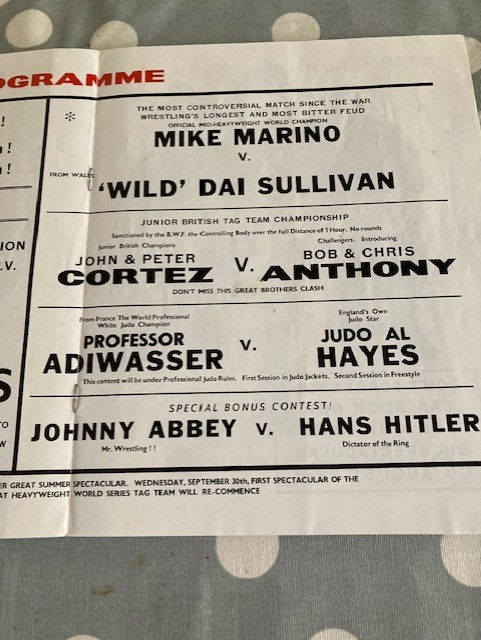 OGRAMME
!
!
!
ION
.V.
S
TO
W
*
THE MOST CONTROVERSIAL MATCH SINCE THE WAR
WRESTLING'S LONGEST AND MOST BITTER FEUD
OFFICIAL MID-HEAVYWEIGHT WORLD CHAMPION
MIKE MARINO
V.
FROM WALES
'WILD' DAI SULLIVAN
JUNIOR BRITISH TAG TEAM CHAMPIONSHIP
Sanctioned by the B.W.F. the Controlling Body over the full Distance of 1 Hour. No rounds
Junior British Champions
JOHN & PETER
CORTEZ
V.
Challengers. Introducing
BOB & CHRIS
ANTHONY
DON'T MISS THIS GREAT BROTHERS CLASH
From France The World Professional
White Judo Champion
PROFESSOR
ADIWASSER
V.
England's Own
Judo Star
JUDO AL
HAYES
This contest will be under Professional Judo Rules. First Session in Judo Jackets. Second Session in Freestyle
SPECIAL BONUS CONTEST!
JOHNNY ABBEY V. HANS HITLER
Mr. Wrestling ! !
Dictator of the Ring
ER GREAT SUMMER SPECTACULAR. WEDNESDAY, SEPTEMBER 30th, FIRST SPECTACULAR OF THE
AT HEAVYWEIGHT WORLD SERIES TAG TEAM WILL RE-COMMENCE